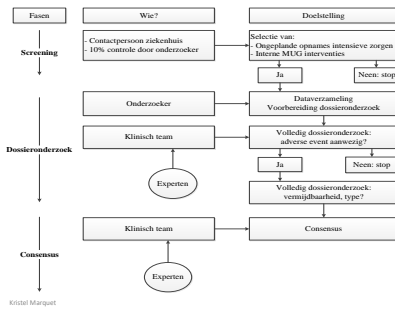 Fasen
Wie?
Doelstelling
Screening
- Contactpersoon ziekenhuis
- 10% controle door onderzoeker
Selectie van:
- Ongeplande opnames intensieve zorgen
- Interne MUG interventies
Ja
Neen: stop
Dossieronderzoek
Onderzoeker
Dataverzameling
Voorbereiding dossieronderzoek
Klinisch team
Volledig dossieronderzoek:
adverse event aanwezig?
Experten
Ja
Neen: stop
Volledig dossieronderzoek:
vermijdbaarheid, type?
Consensus
Klinisch team
Consensus
Experten
Kristel Marquet